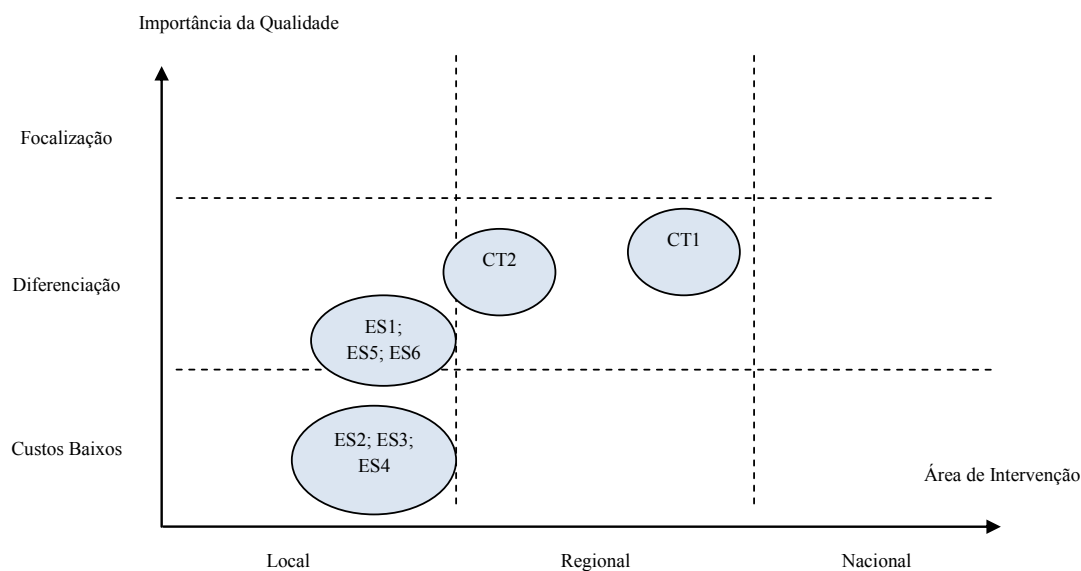 Importância da Qualidade
Focalização
CT1
CT2
Diferenciação
ES1;
ES5; ES6
ES2; ES3;
ES4
Custos Baixos
Área de Intervenção
Local
Regional
Nacional